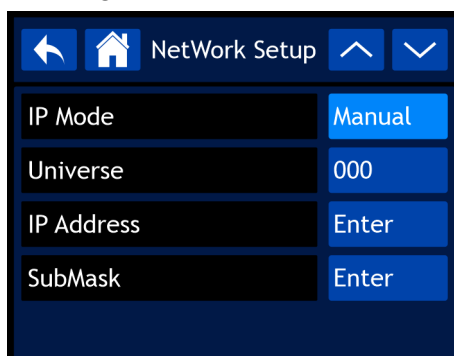 NetWork Setup
IP Mode Manual
Universe 000
IP Address Enter
SubMask Enter